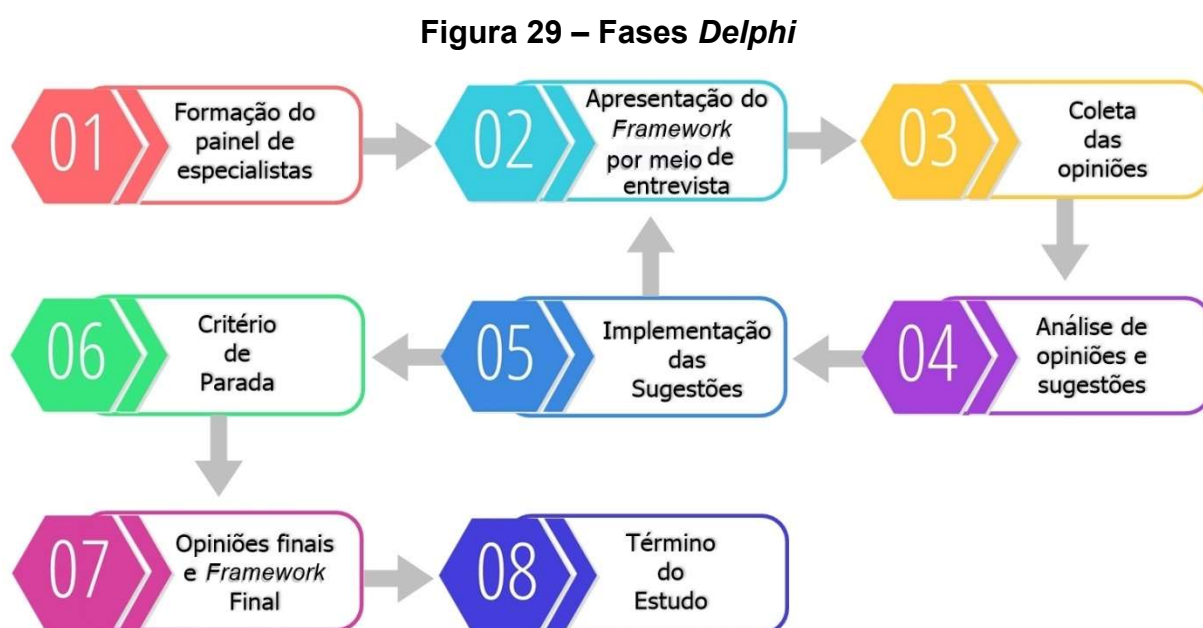 Figura 29 – Fases Delphi
01
Formação do
painel de
especialistas
02
Apresentação do
Framework
por meio de
entrevista
03
Coleta
das
opiniões
04
Análise de
opiniões e
sugestões
05
Implementação
das
Sugestões
06
Critério
de
Parada
07
Opiniões finais
e Framework
Final
08
Término
do
Estudo